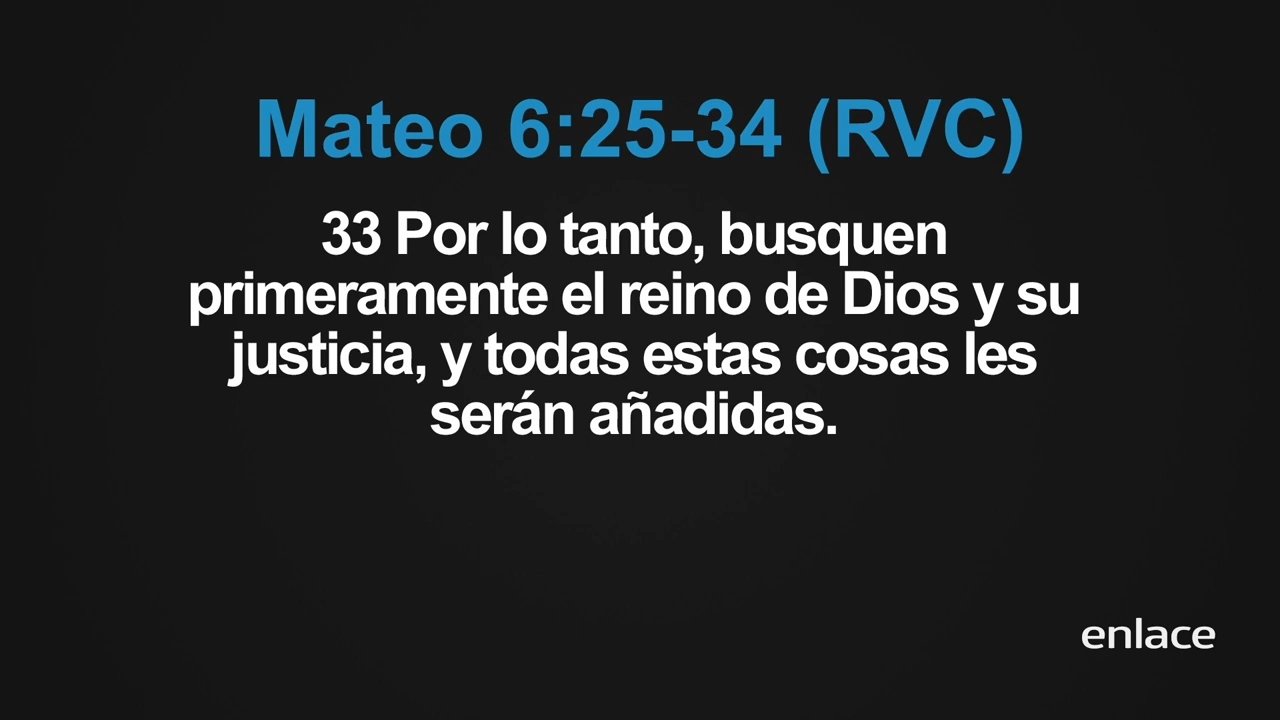 Mateo 6:25-34 (RVC)
33 Por lo tanto, busquen
primeramente el reino de Dios y su
justicia, y todas estas cosas les
serán añadidas.
enlace